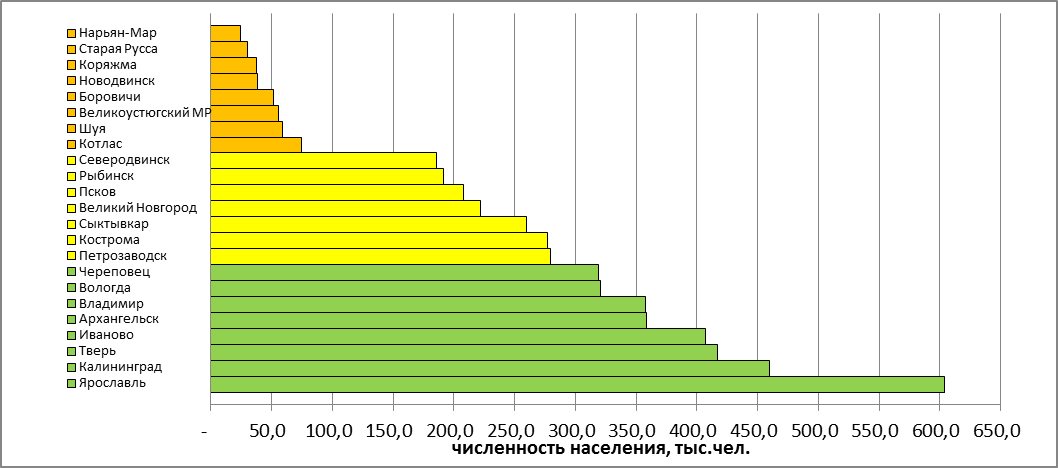 Нарьян-Мар
Старая Русса
Коряжма
Новодвинск
Боровичи
Великоустюгский МР
Шуя
Котлас
Северодвинск
Рыбинск
Псков
Великий Новгород
Сыктывкар
Кострома
Петрозаводск
Череповец
Вологда
Владимир
Архангельск
Иваново
Тверь
Калининград
Ярославль
- 50,0 100,0 150,0 200,0 250,0 300,0 350,0 400,0 450,0 500,0 550,0 600,0 650,0
численность населения, тыс.чел.